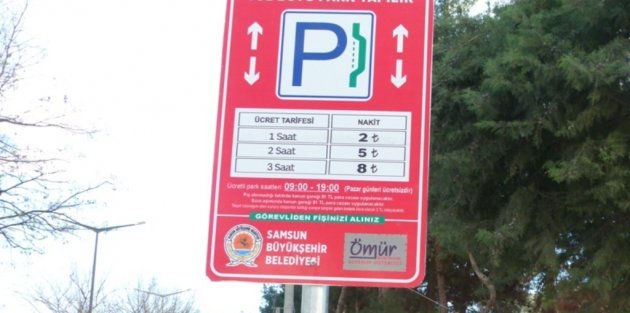 P
ÜCRET TARİFESİ NAKİT
1 Saat 2 ₺
2 Saat 5 ₺
3 Saat 8 ₺
Ücretli park saatleri 09:00 - 19:00 (Pazar günleri ücretsizdir)
GÖREVLİDEN FİŞİNİZİ ALINIZ
SAMSUN
BÜYÜKŞEHİR
BELEDİYESİ
Ömür